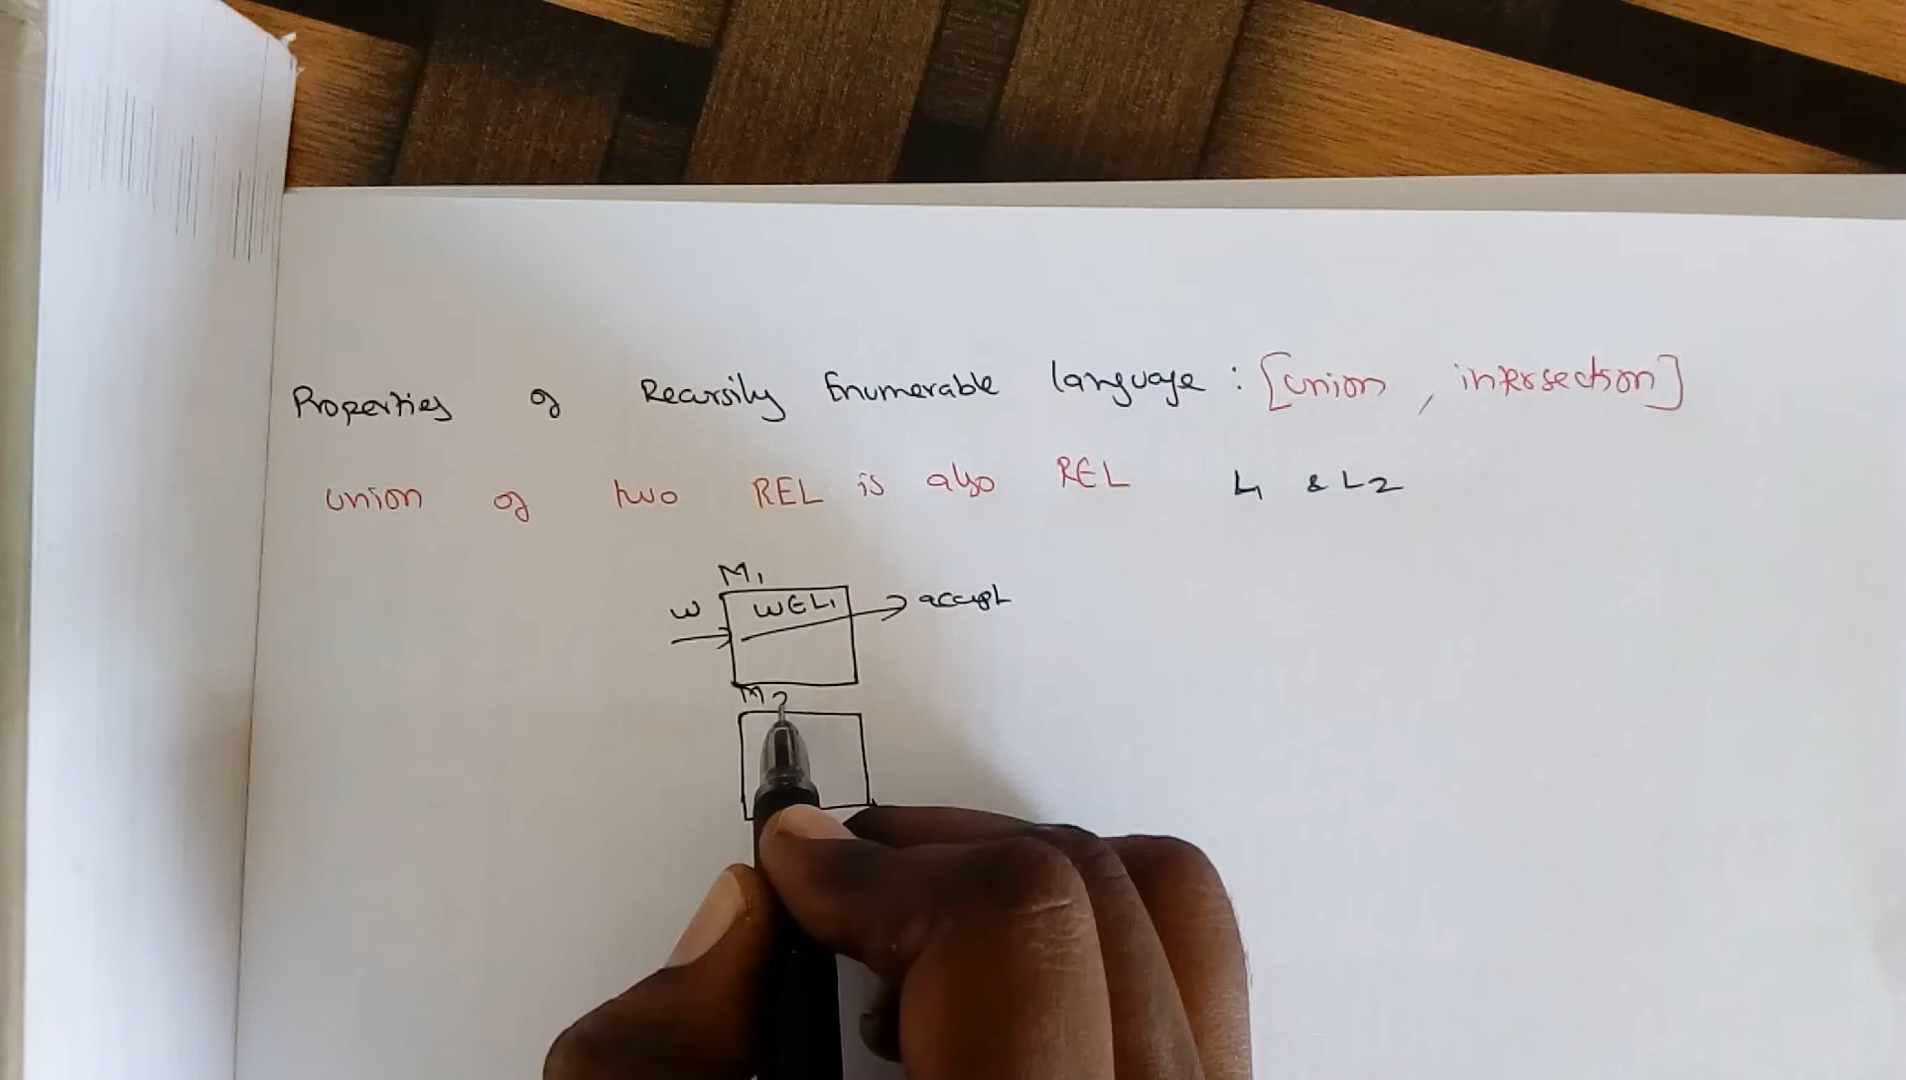 Properties of Recursily Enumerable language : [union , intersection]
union of two REL is also REL L1 & L2
M1
w W∈L1 accept
M2